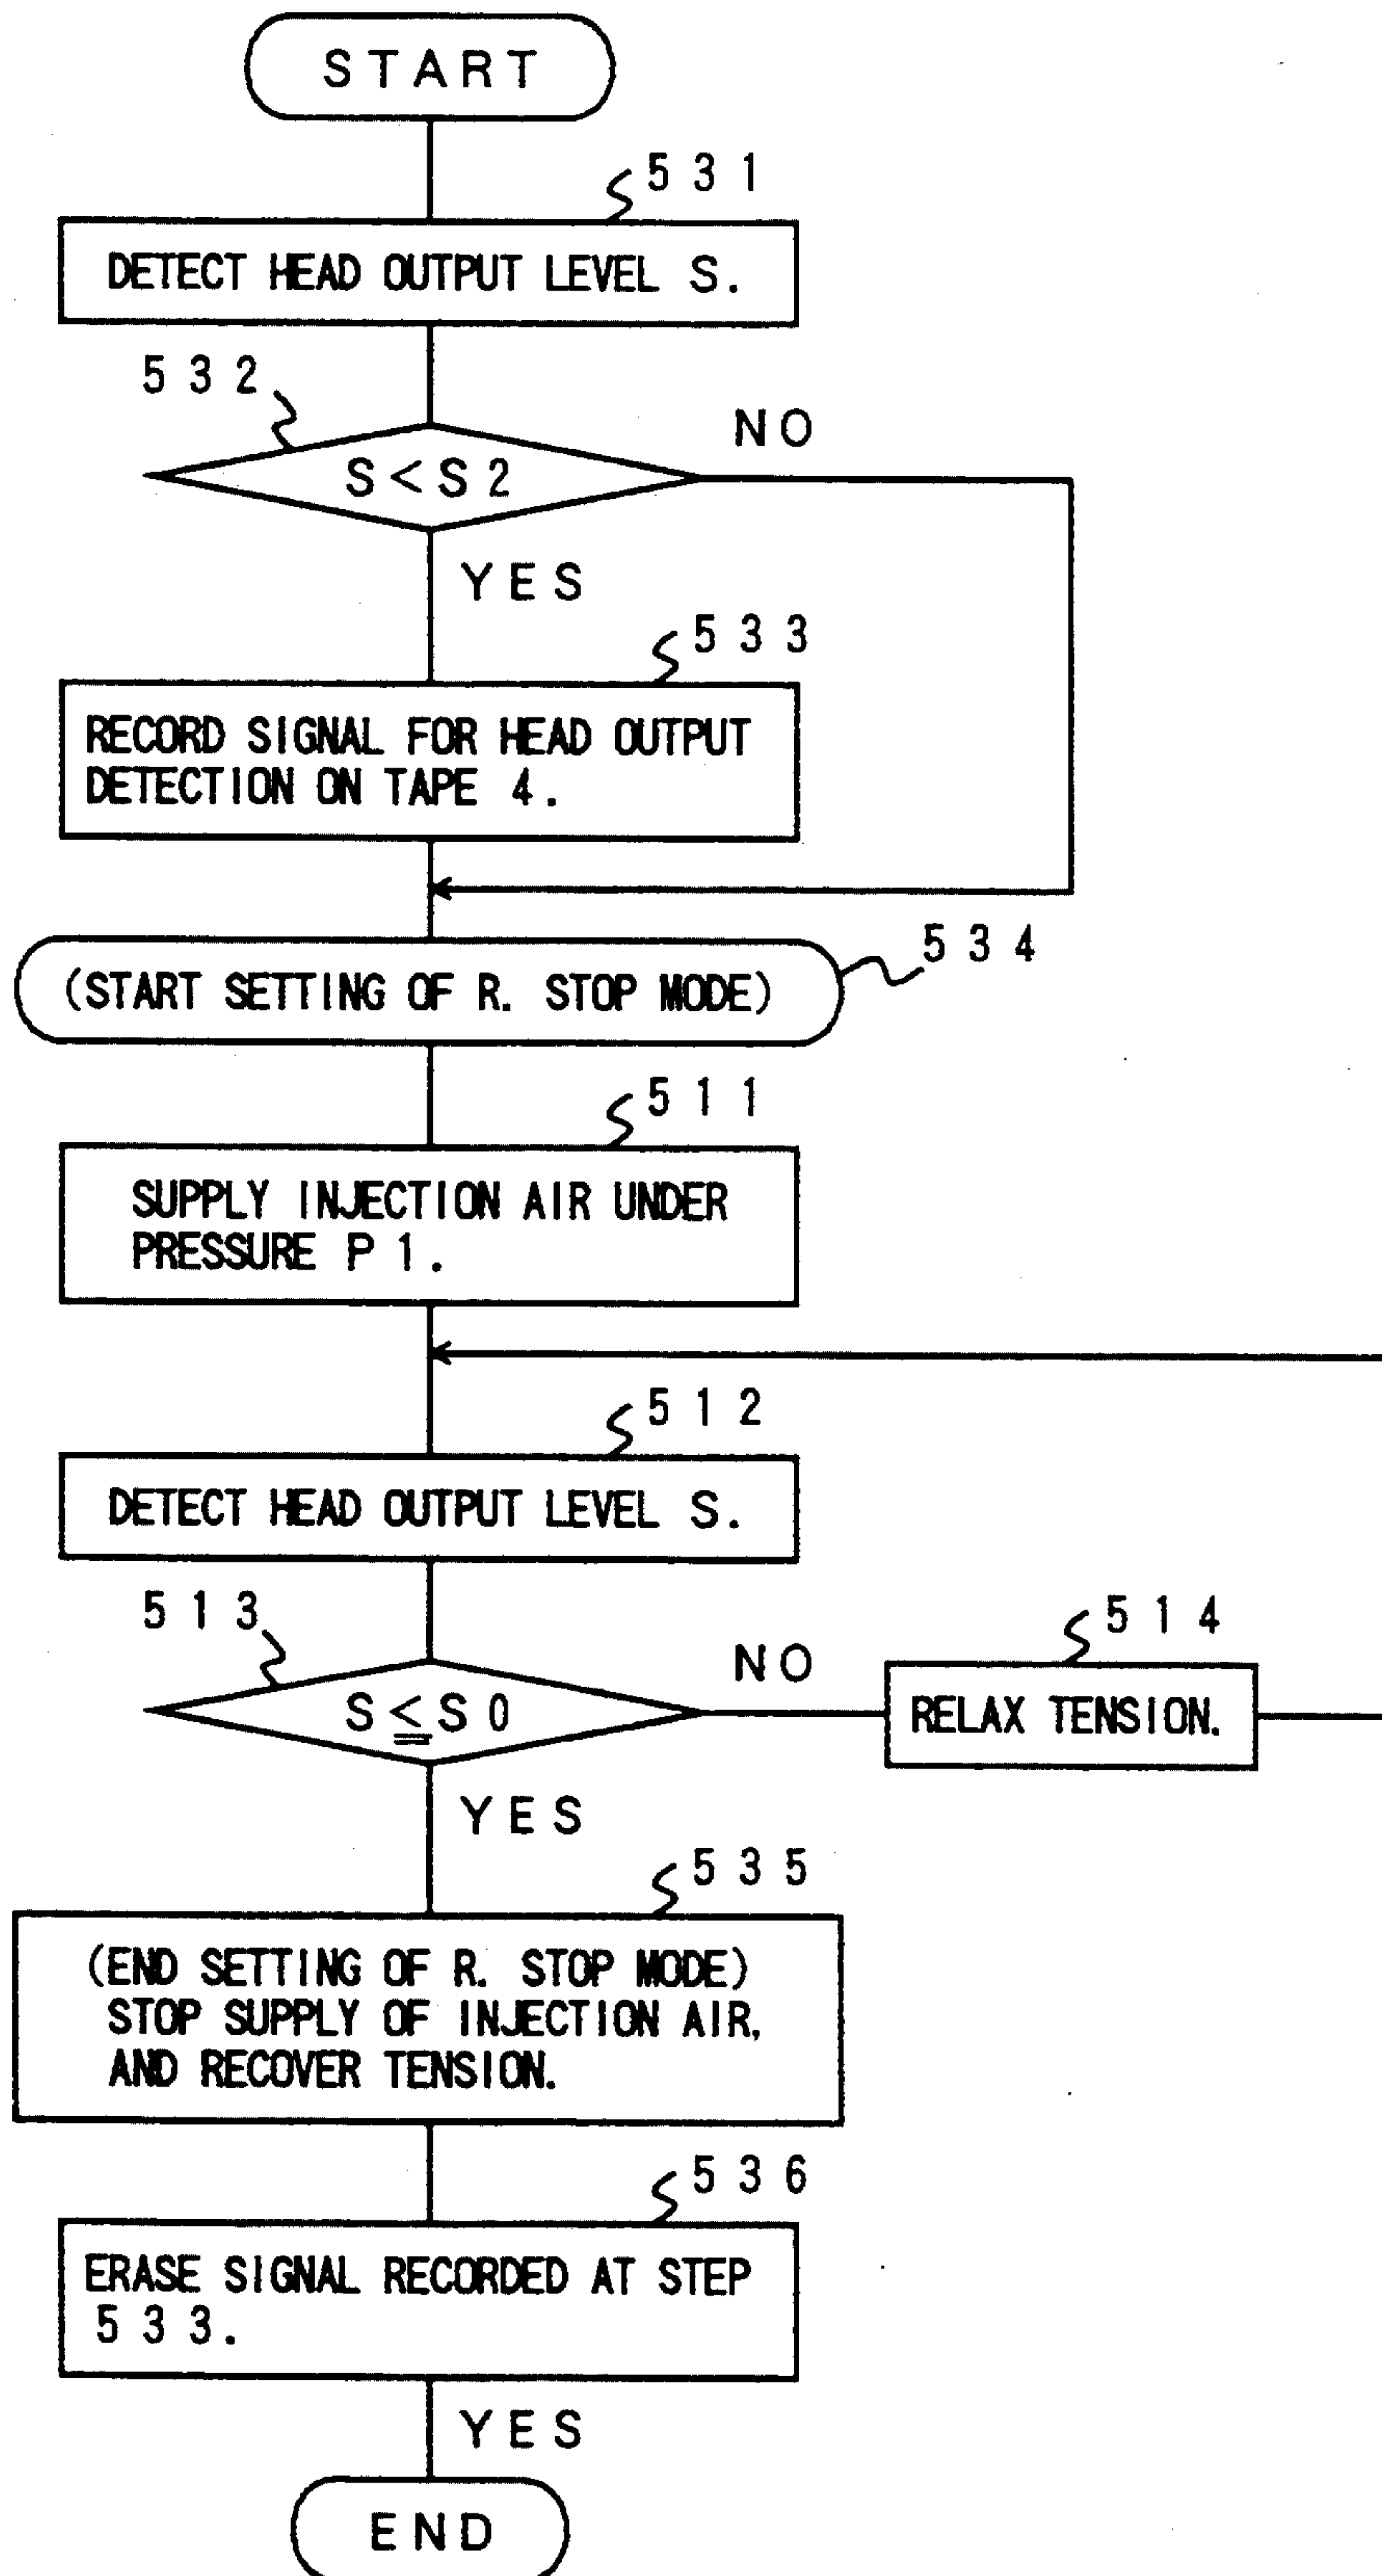 START
531
DETECT HEAD OUTPUT LEVEL S.
532
NO
S<S2
YES
533
RECORD SIGNAL FOR HEAD OUTPUT
DETECTION ON TAPE 4.
534
(START SETTING OF R. STOP MODE)
511
SUPPLY INJECTION AIR UNDER
PRESSURE P1.
512
DETECT HEAD OUTPUT LEVEL S.
513
NO
514
S≦S0
RELAX TENSION.
YES
535
(END SETTING OF R. STOP MODE)
STOP SUPPLY OF INJECTION AIR,
AND RECOVER TENSION.
536
ERASE SIGNAL RECORDED AT STEP
533.
YES
END